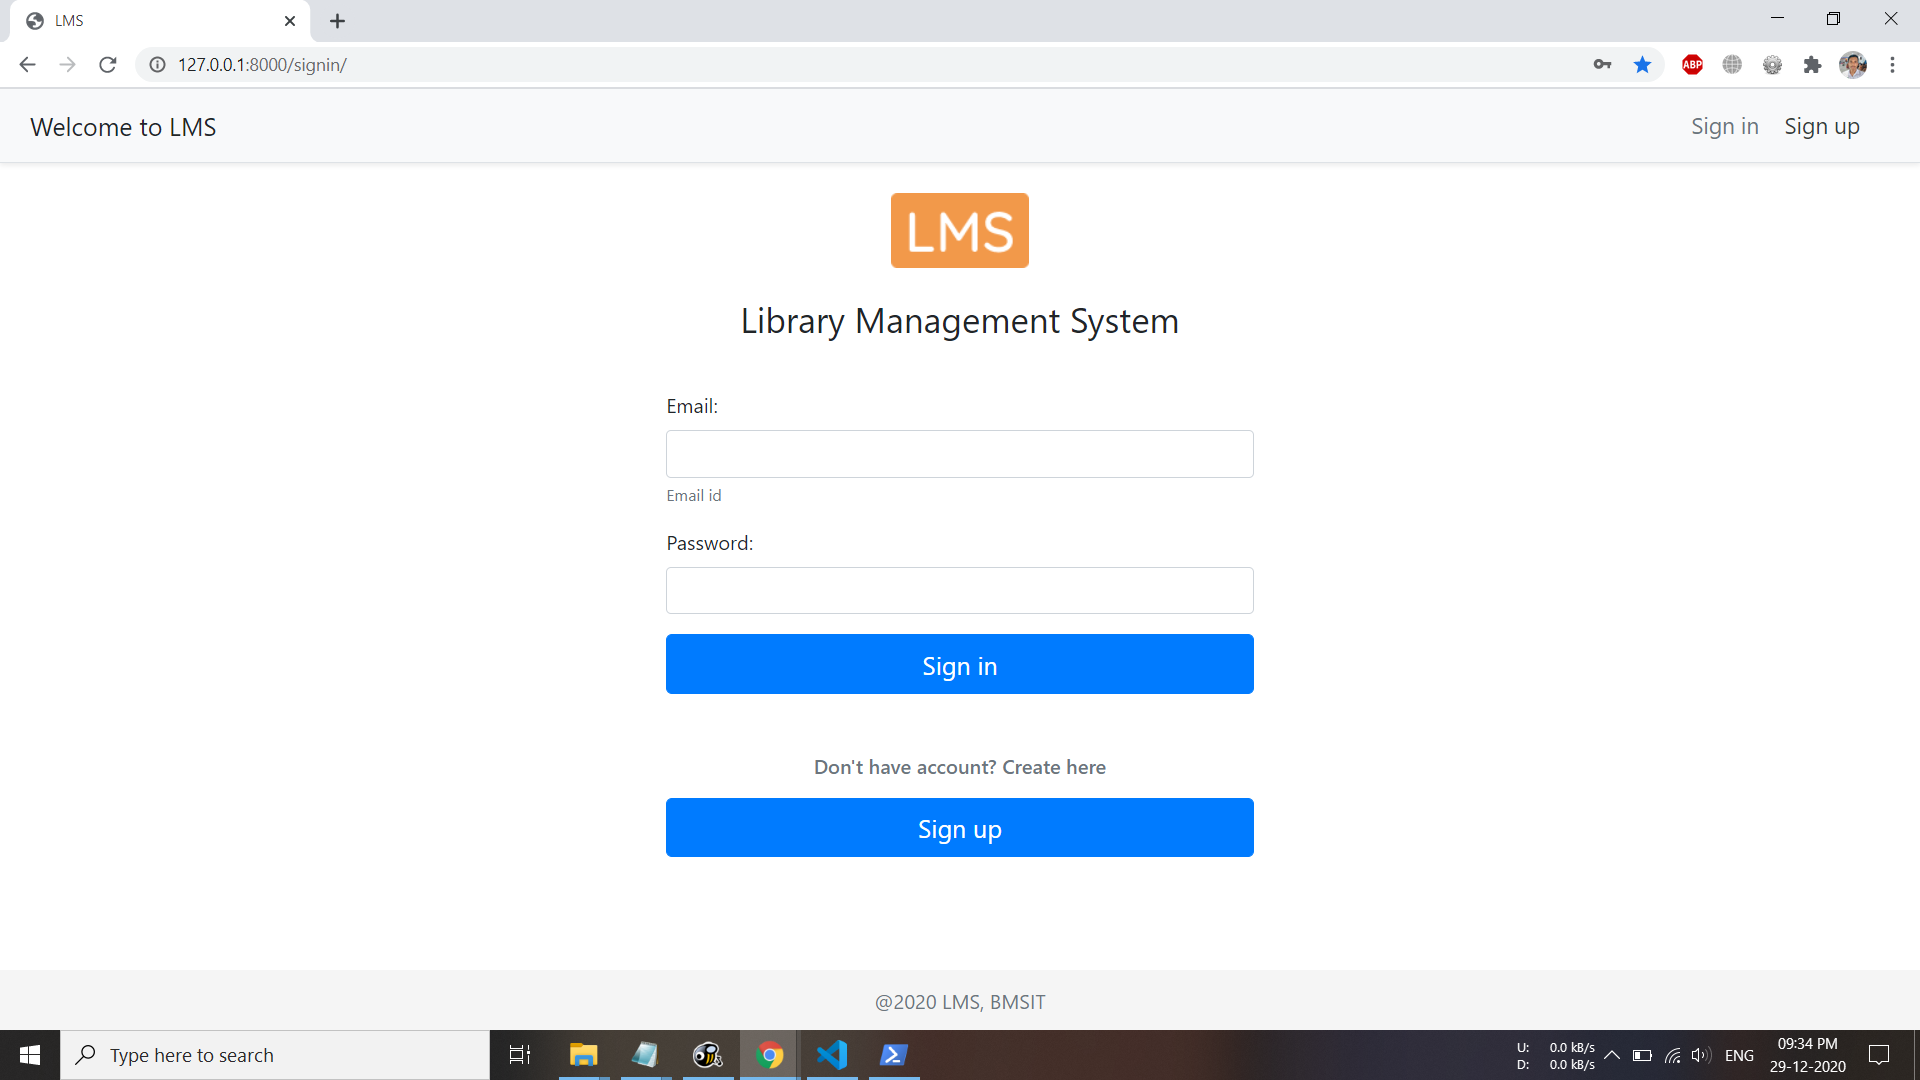 LMS
127.0.0.1:8000/signin/
ABP
Welcome to LMS
Sign in
Sign up
LMS
Library Management System
Email:
Email id
Password:
Sign in
Don't have account? Create here
Sign up
@2020 LMS, BMSIT
Type here to search
U: 0.0 kB/s
D: 0.0 kB/s
ENG
09:34 PM
29-12-2020